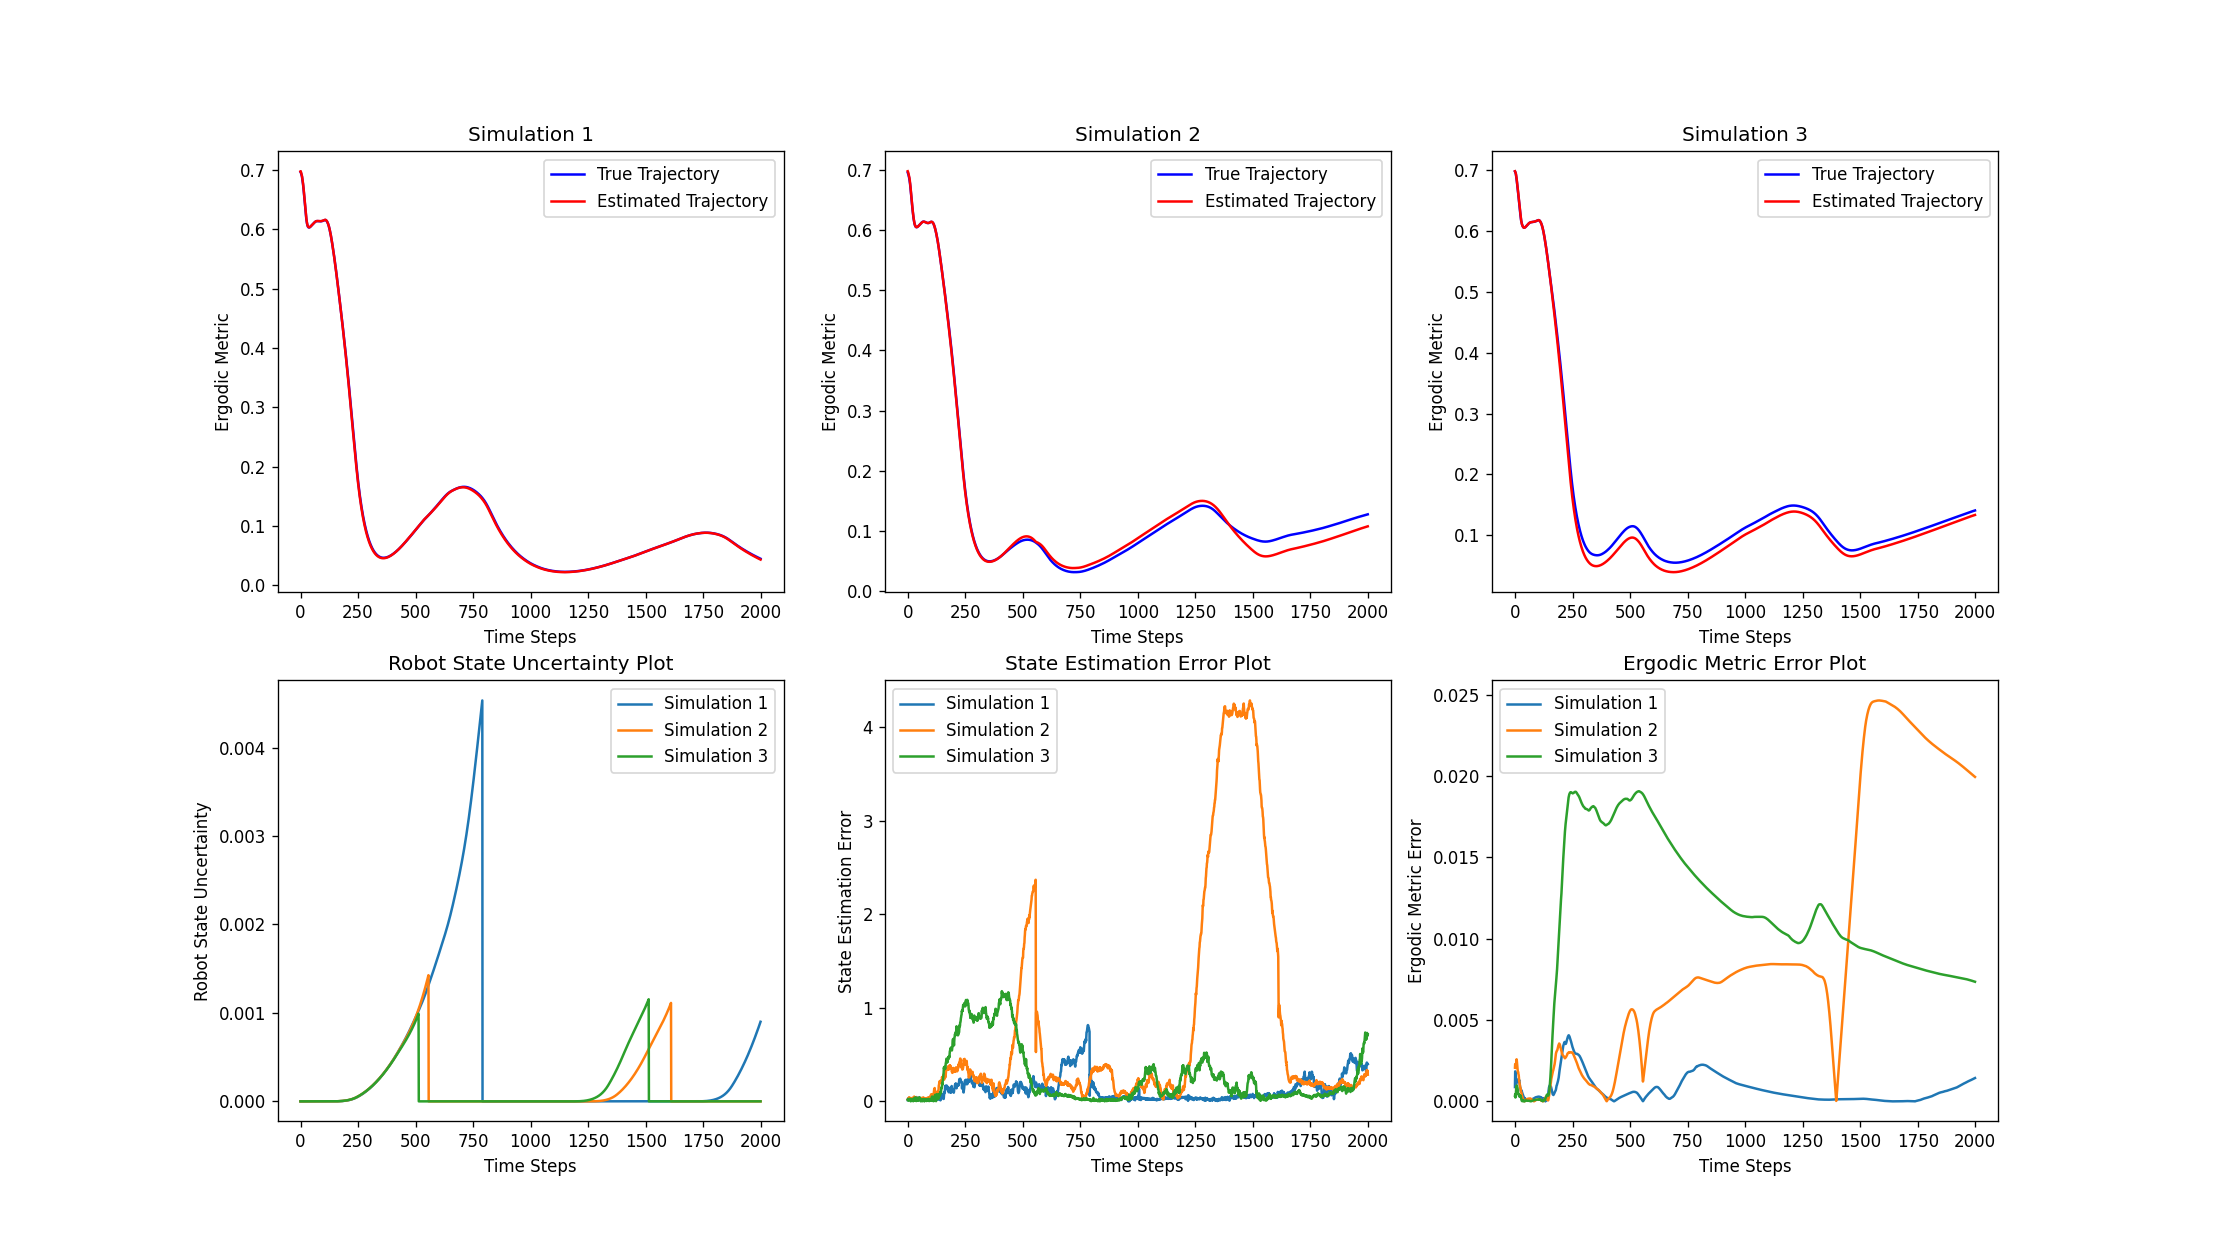 Simulation 1
Ergodic Metric
0.7
0.6
0.5
0.4
0.3
0.2
0.1
0.0
True Trajectory
Estimated Trajectory
0 250 500 750 1000 1250 1500 1750 2000
Time Steps
Simulation 2
Ergodic Metric
0.7
0.6
0.5
0.4
0.3
0.2
0.1
0.0
True Trajectory
Estimated Trajectory
0 250 500 750 1000 1250 1500 1750 2000
Time Steps
Simulation 3
Ergodic Metric
0.7
0.6
0.5
0.4
0.3
0.2
0.1
True Trajectory
Estimated Trajectory
0 250 500 750 1000 1250 1500 1750 2000
Time Steps
Robot State Uncertainty Plot
Robot State Uncertainty
0.004
0.003
0.002
0.001
0.000
Simulation 1
Simulation 2
Simulation 3
0 250 500 750 1000 1250 1500 1750 2000
Time Steps
State Estimation Error Plot
State Estimation Error
4
3
2
1
0
Simulation 1
Simulation 2
Simulation 3
0 250 500 750 1000 1250 1500 1750 2000
Time Steps
Ergodic Metric Error Plot
Ergodic Metric Error
0.025
0.020
0.015
0.010
0.005
0.000
Simulation 1
Simulation 2
Simulation 3
0 250 500 750 1000 1250 1500 1750 2000
Time Steps